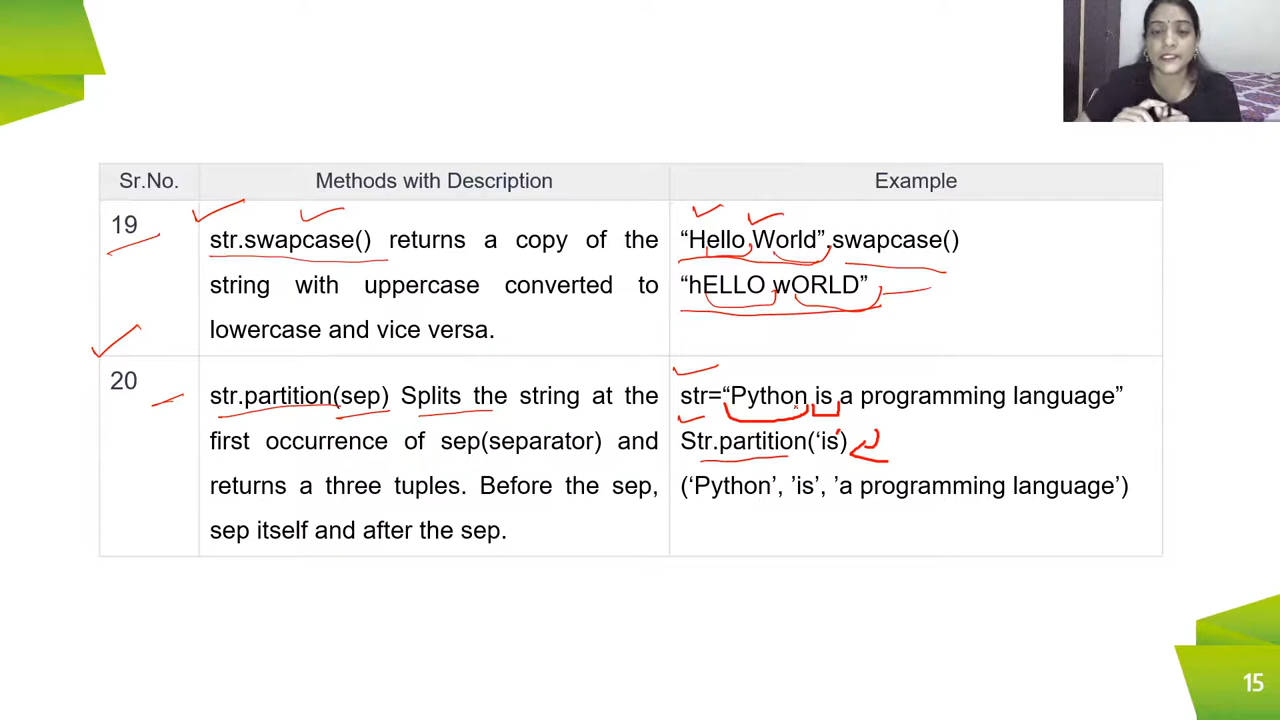 Sr.No. Methods with Description Example
19
str.swapcase() returns a copy of the
string with uppercase converted to
lowercase and vice versa.
“Hello World”.swapcase()
“hELLO wORLD”
20
str.partition(sep) Splits the string at the
first occurrence of sep(separator) and
returns a three tuples. Before the sep,
sep itself and after the sep.
str=“Python is a programming language”
Str.partition(‘is’)
(‘Python’, ’is’, ’a programming language’)
15